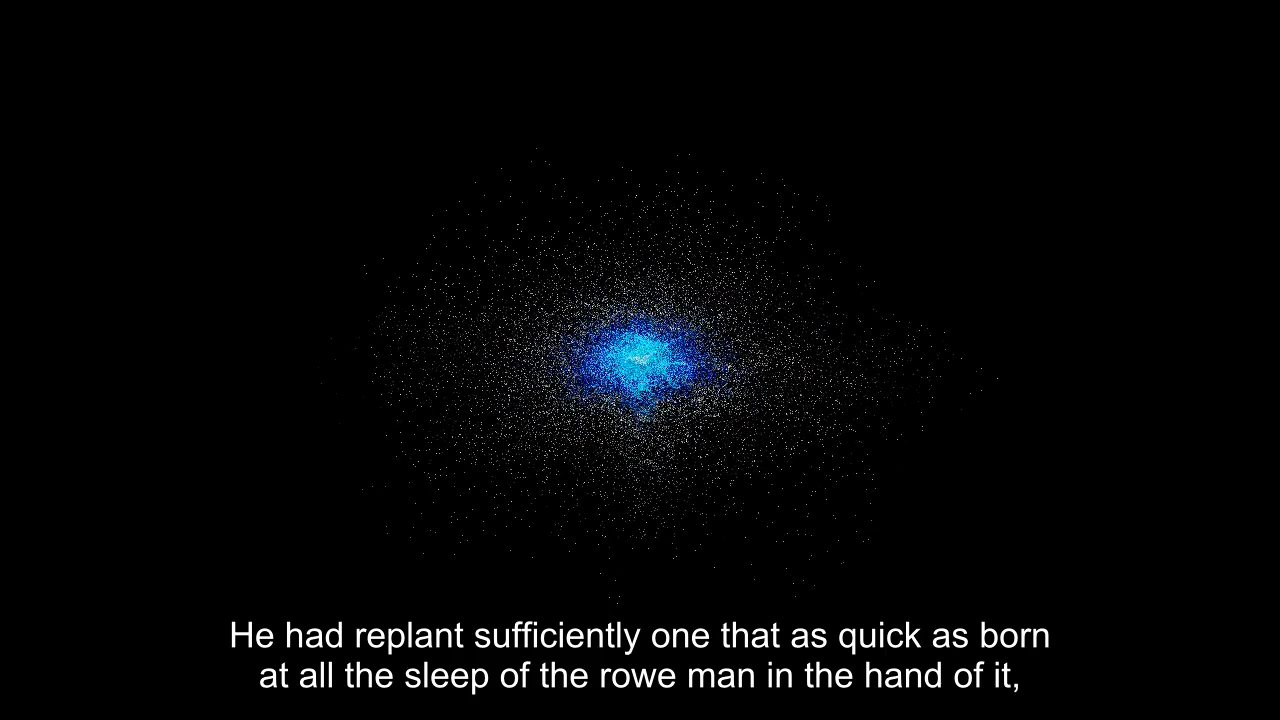 He had replant sufficiently one that as quick as born
at all the sleep of the rowe man in the hand of it,